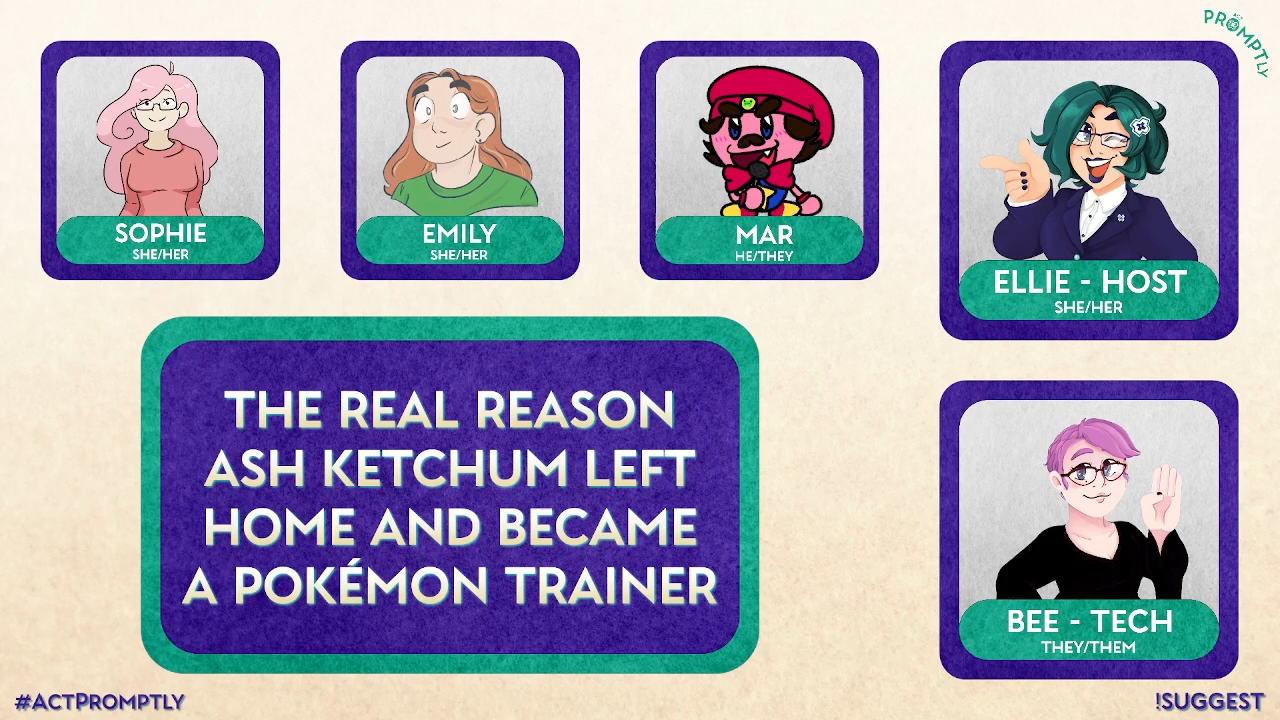 ACT
PROMPTLY
SOPHIE
SHE/HER
EMILY
SHE/HER
MAR
HE/THEY
ELLIE - HOST
SHE/HER
THE REAL REASON
ASH KETCHUM LEFT
HOME AND BECAME
A POKÉMON TRAINER
BEE - TECH
THEY/THEM
#ACTPROMPTLY
!SUGGEST